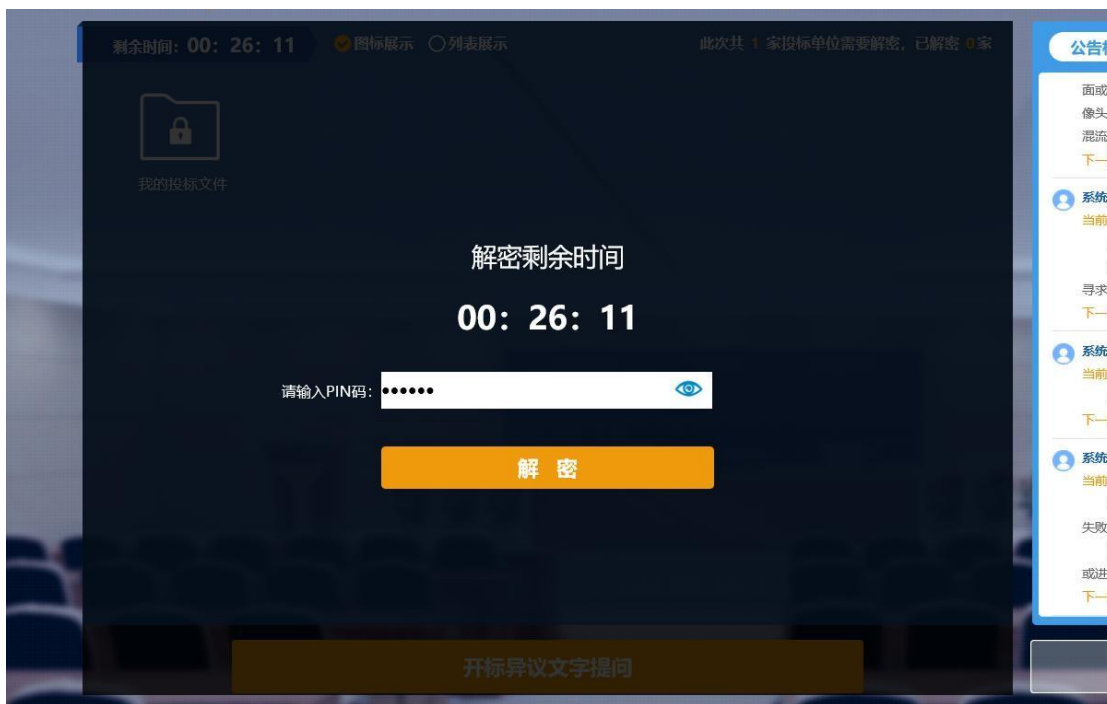 剩余时间：00：26：11
图标展示 列表展示
此次共 1 家投标单位需要解密，已解密 0家
我的投标文件
解密剩余时间
00：26：11
请输入PIN码：••••••
解 密
开标异议文字提问
公告
面或
像头
混流
下一
系统
当前
寻求
下一
系统
当前
下一
系统
当前
失败
或进
下一